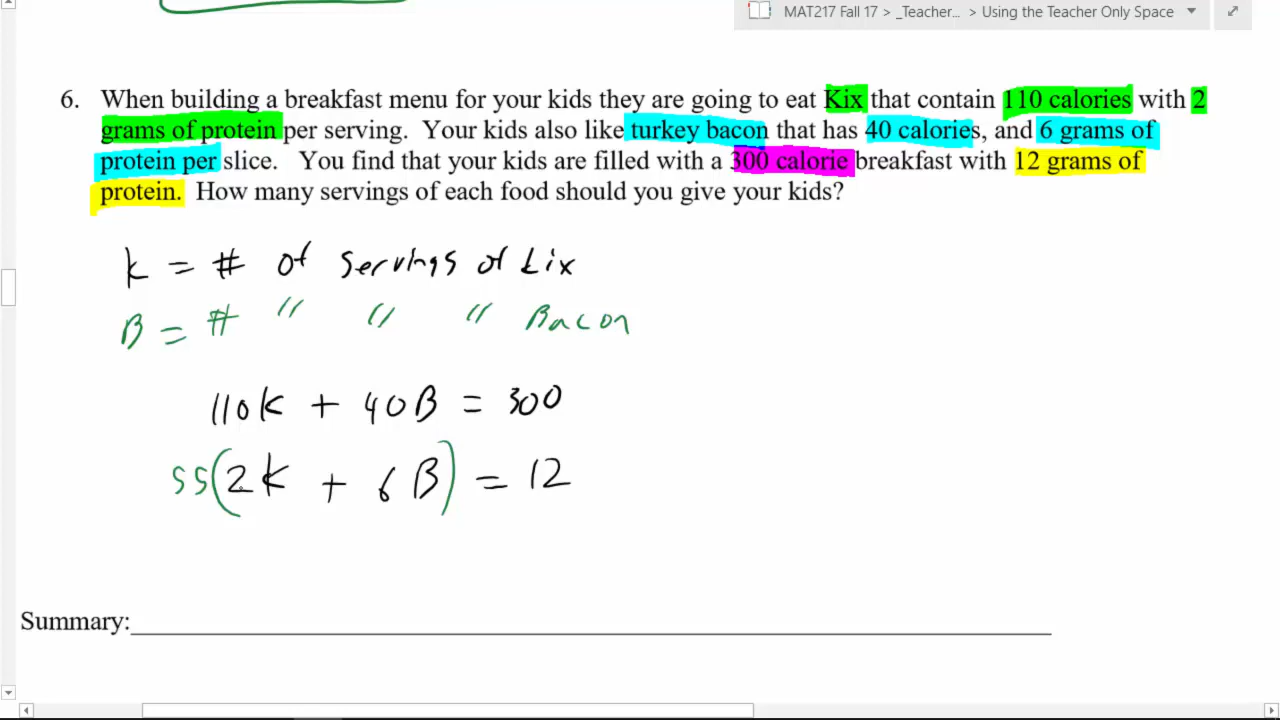 MAT217 Fall 17 > _Teacher... > Using the Teacher Only Space
6. When building a breakfast menu for your kids they are going to eat Kix that contain 110 calories with 2
grams of protein per serving. Your kids also like turkey bacon that has 40 calories, and 6 grams of
protein per slice. You find that your kids are filled with a 300 calorie breakfast with 12 grams of
protein. How many servings of each food should you give your kids?
k = # of servings of kix
B = # " " " Bacon
110K + 40B = 300
55(2K + 6B) = 12
Summary: